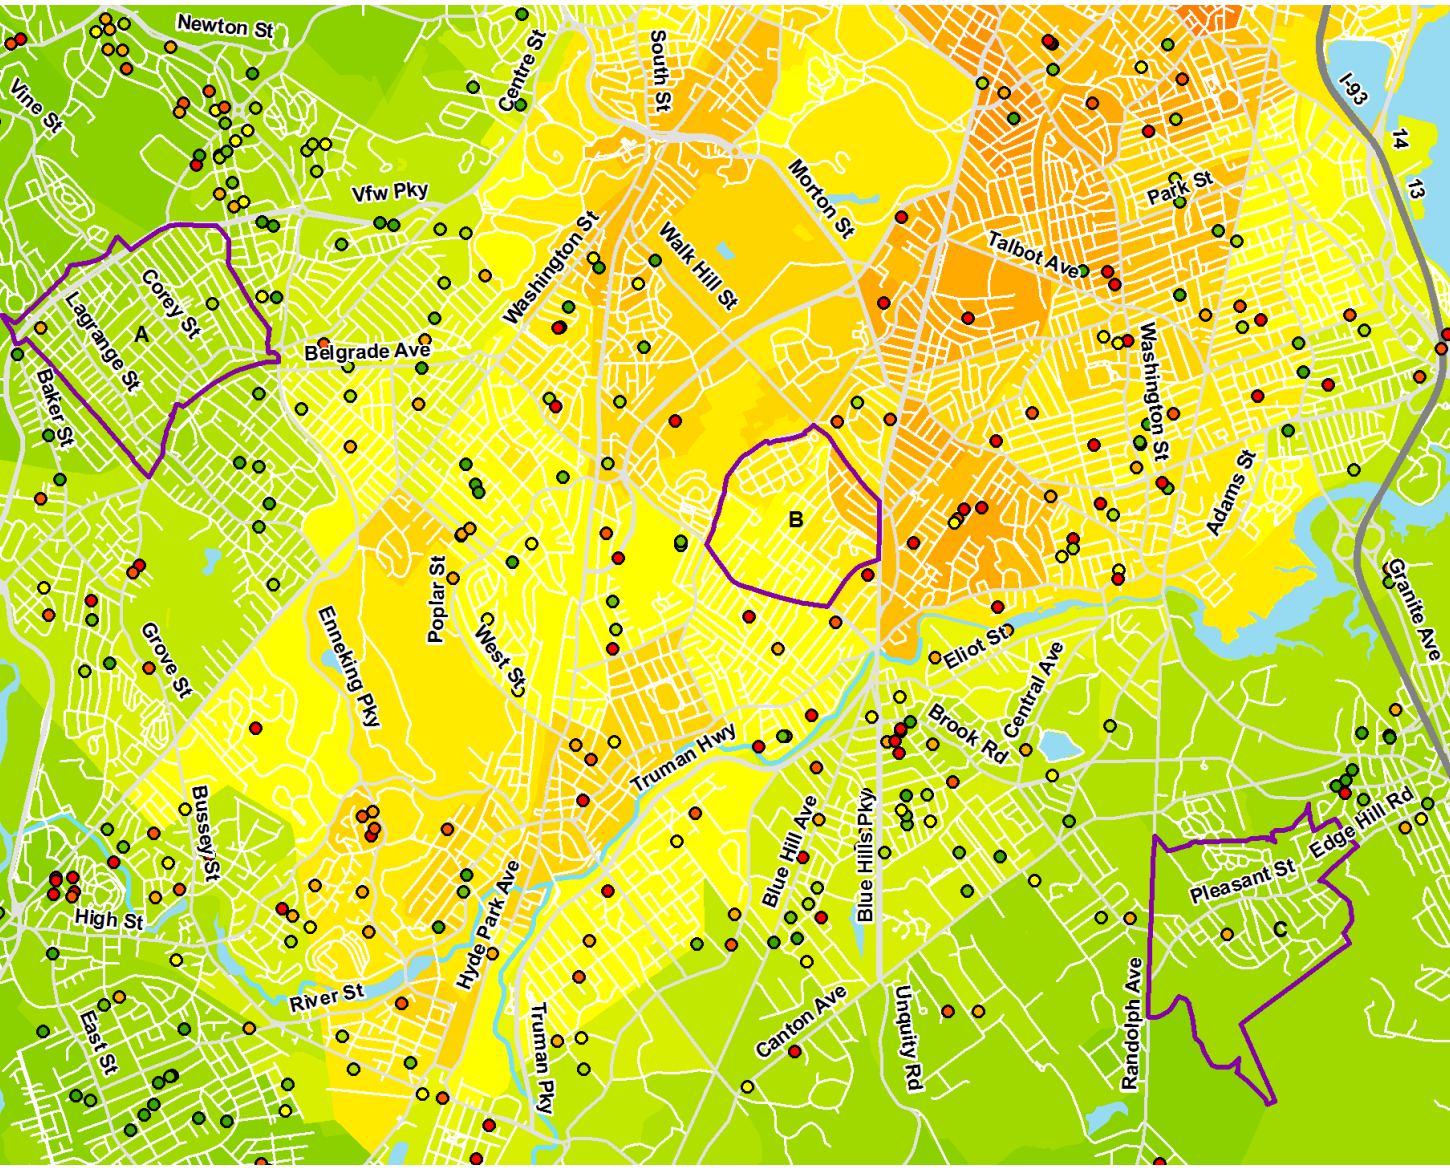 Newton St
Centre St
South St
I-93
Vine St
14
13
Vfw Pky
Park St
Morton St
Washington St
Walk Hill St
Talbot Ave
Corey St
Lagrange St
A
Belgrade Ave
Washington St
Baker St
Adams St
B
Poplar St
Granite Ave
Enneking Pky
Grove St
West St
Eliot St
Central Ave
Brook Rd
Truman Hwy
Bussey St
Blue Hill Ave
Blue Hills Pky
Edge Hill Rd
Pleasant St
High St
Hyde Park Ave
C
River St
Randolph Ave
Truman Pky
Canton Ave
Unquity Rd
East St